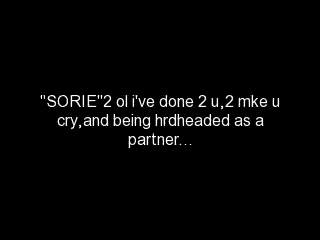 "SORIE"2 ol i've done 2 u,2 mke u
cry,and being hrdheaded as a
partner...